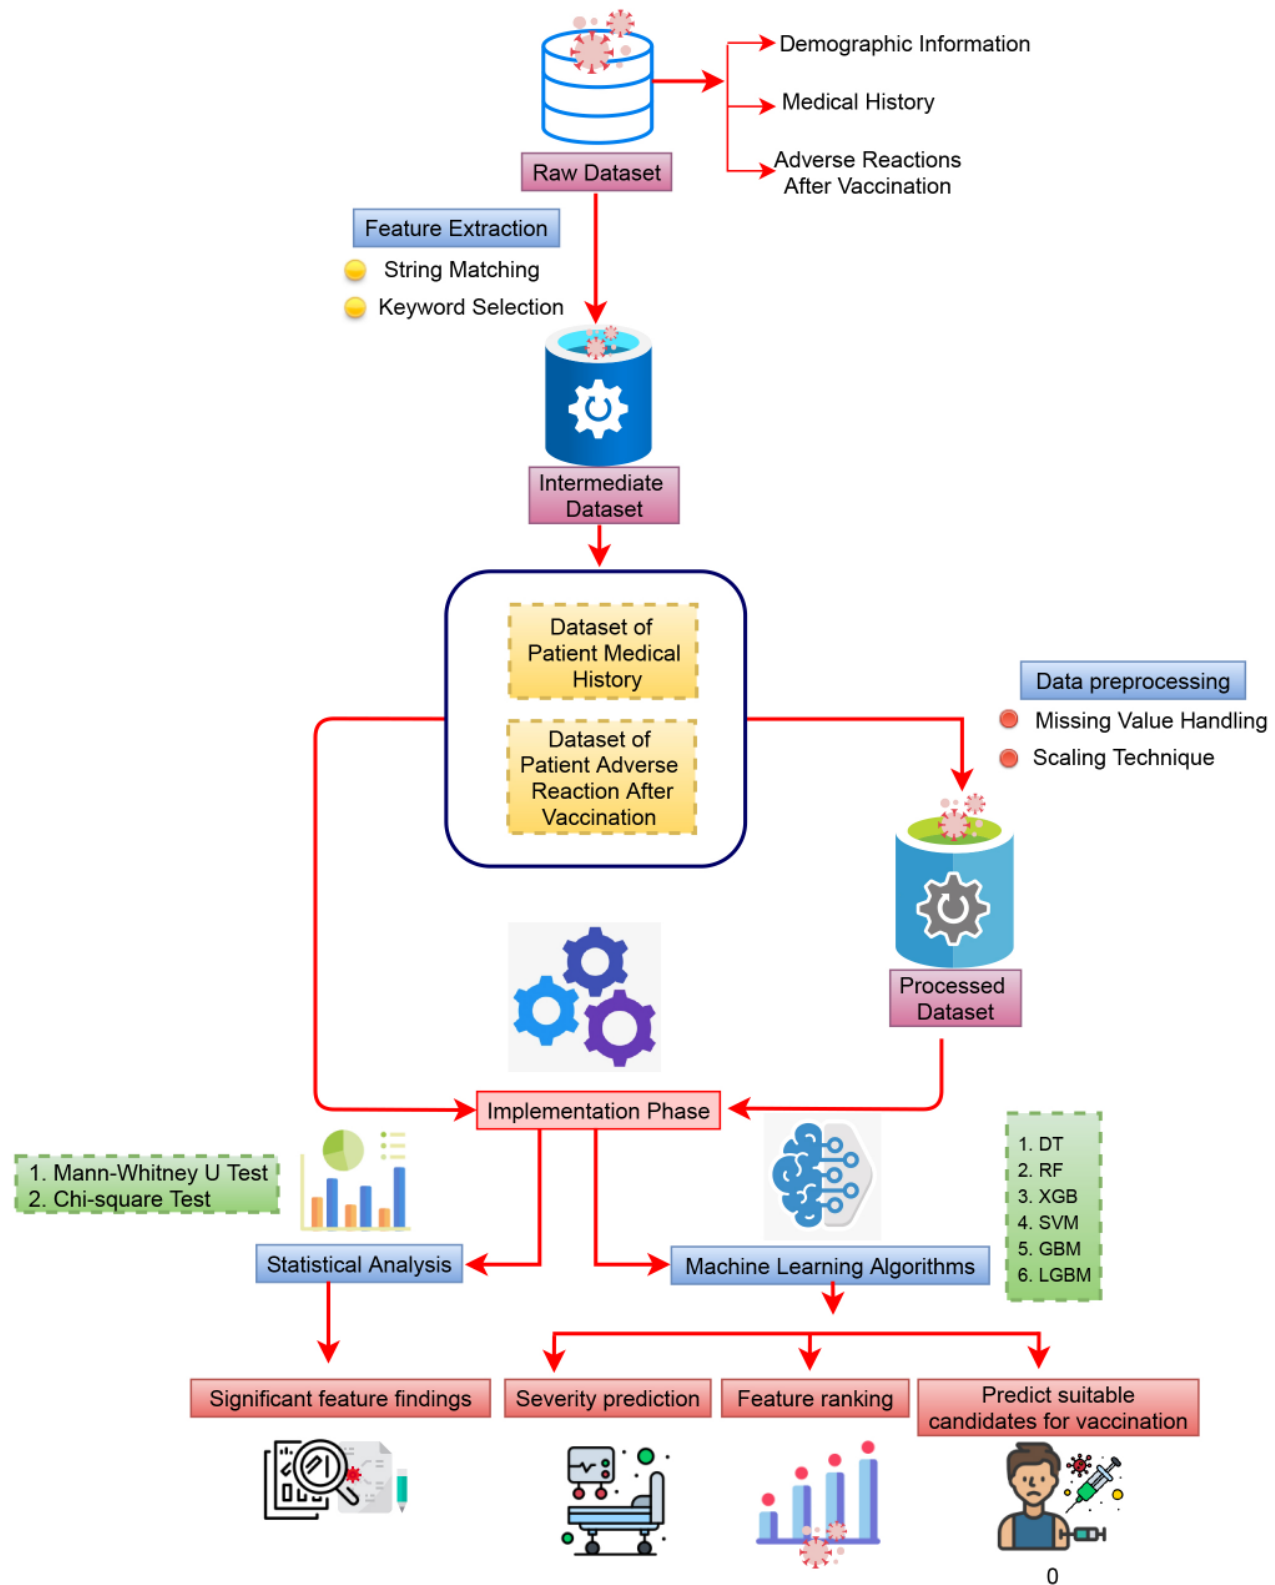 Demographic Information
Medical History
Adverse Reactions
After Vaccination
Raw Dataset
Feature Extraction
String Matching
Keyword Selection
Intermediate
Dataset
Dataset of
Patient Medical
History
Dataset of
Patient Adverse
Reaction After
Vaccination
Data preprocessing
Missing Value Handling
Scaling Technique
Processed
Dataset
Implementation Phase
1. Mann-Whitney U Test
2. Chi-square Test
1. DT
2. RF
3. XGB
4. SVM
5. GBM
6. LGBM
Statistical Analysis
Machine Learning Algorithms
Significant feature findings
Severity prediction
Feature ranking
Predict suitable
candidates for vaccination
0